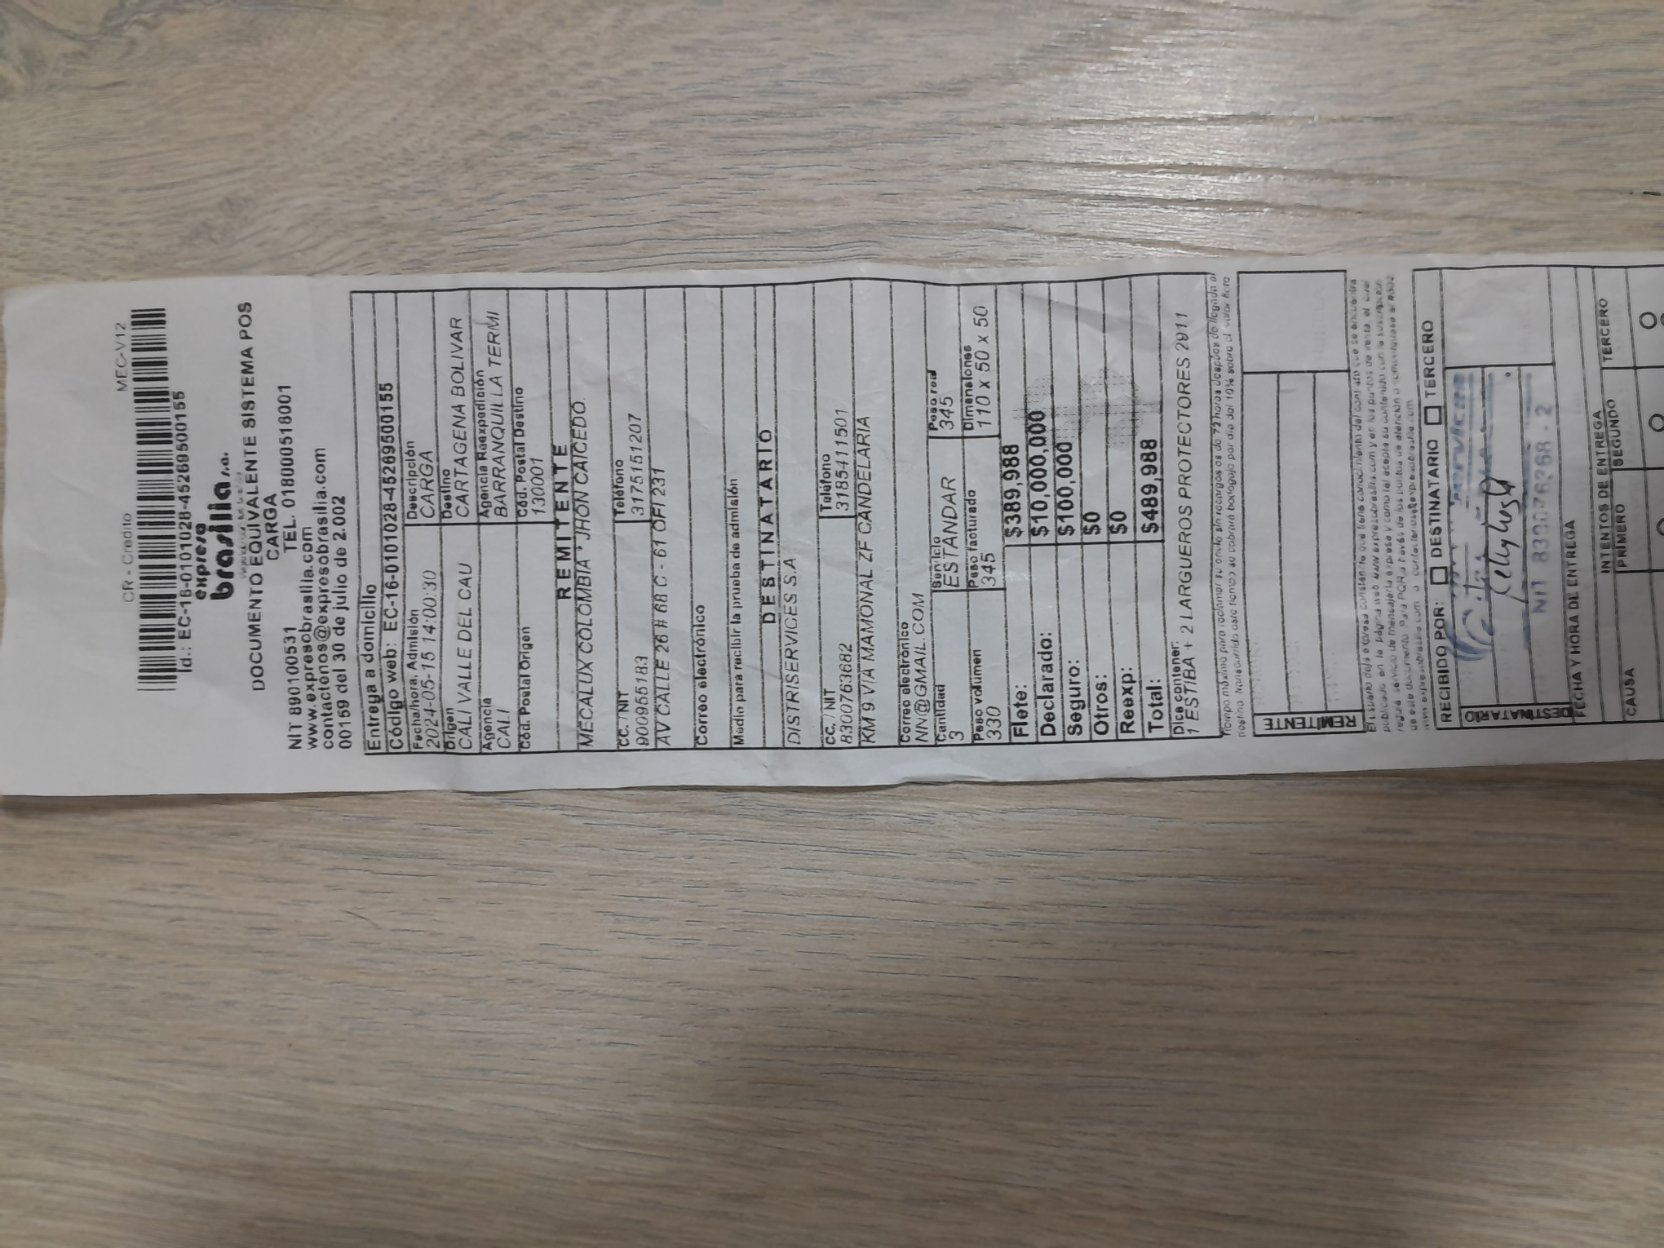 CR - Credito MEC-V12
Id.: EC-16-0101028-45269500155
expreso
brasilia s.a.
DOCUMENTO EQUIVALENTE SISTEMA POS
CARGA
NIT 890100531 TEL. 018000518001
www.expresobrasilia.com
contactenos@expresobrasilia.com
00159 del 30 de julio de 2.002
Entrega a domicilio
Código web: EC-16-0101028-45269500155
Fecha/hora. Admisión Descripción
2024-05-15 14:00:30 CARGA
Origen Destino
CALI VALLE DEL CAU CARTAGENA BOLIVAR
Agencia Agencia Reexpedición
CALI BARRANQUILLA TERMI
Cód. Postal Origen Cód. Postal Destino
130001
REMITENTE
MECALUX COLOMBIA * JHON CAICEDO.
CC. / NIT Teléfono
900955183 3175151207
AV CALLE 26 # 68 C - 61 OFI 231
Correo electrónico
Medio para recibir la prueba de admisión
DESTINATARIO
DISTRISERVICES S.A
CC. / NIT Teléfono
8300763682 3185411501
KM 9 VIA MAMONAL ZF CANDELARIA
Correo electrónico
NN@GMAIL.COM
Cantidad Servicio Peso real
3 ESTANDAR 345
Peso volumen Peso facturado Dimensiones
330 345 110 x 50 x 50
Flete: $389,988
Declarado: $10,000,000
Seguro: $100,000
Otros: $0
Reexp: $0
Total: $489,988
Dice contener:
1 ESTIBA + 2 LARGUEROS PROTECTORES 2911
REMITENTE
RECIBIDO POR: DESTINATARIO TERCERO
DESTINATARIO
NIT 830076268 - 2
FECHA Y HORA DE ENTREGA
INTENTOS DE ENTREGA
CAUSA PRIMERO SEGUNDO TERCERO